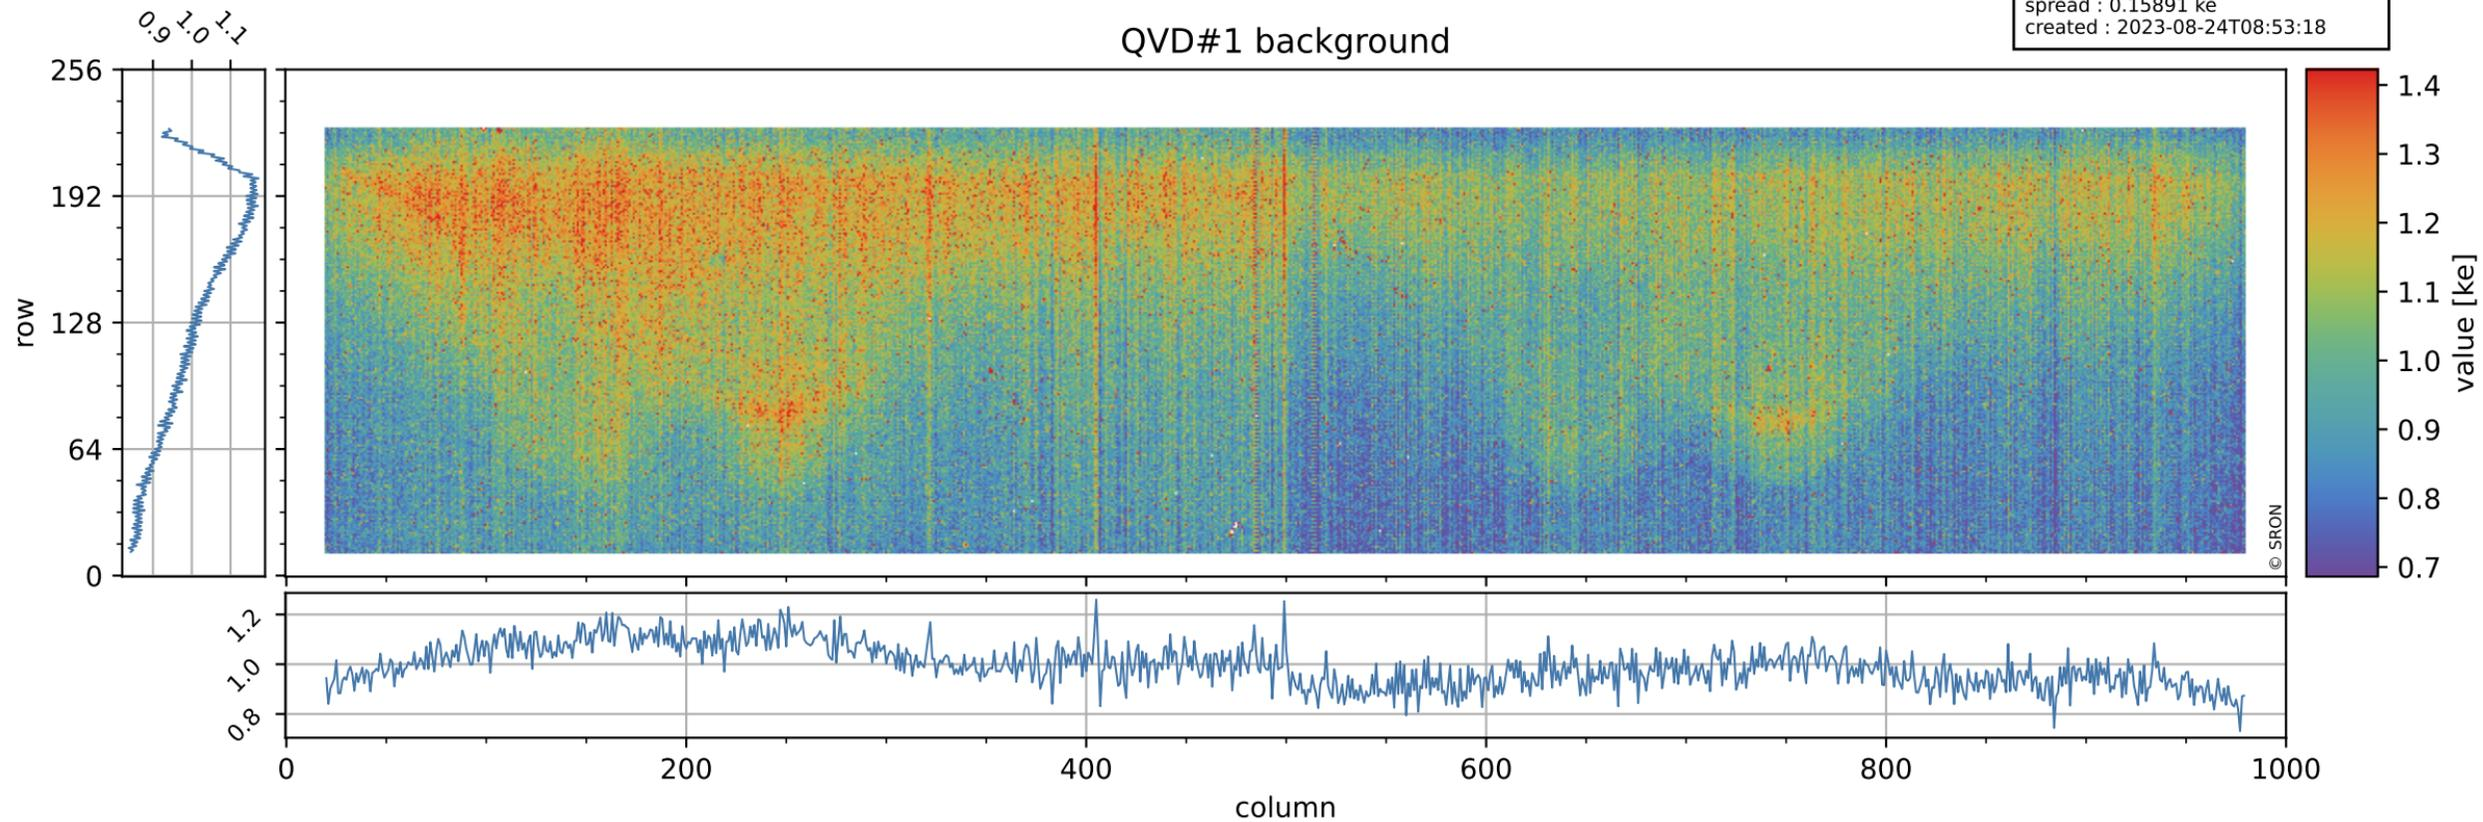 spread : 0.15891 ke
created : 2023-08-24T08:53:18
QVD#1 background
0.9 1.0 1.1
256
192
128
64
0
row
© SRON
1.4
1.3
1.2
1.1
1.0
0.9
0.8
0.7
value [ke]
1.2
1.0
0.8
0 200 400 600 800 1000
column